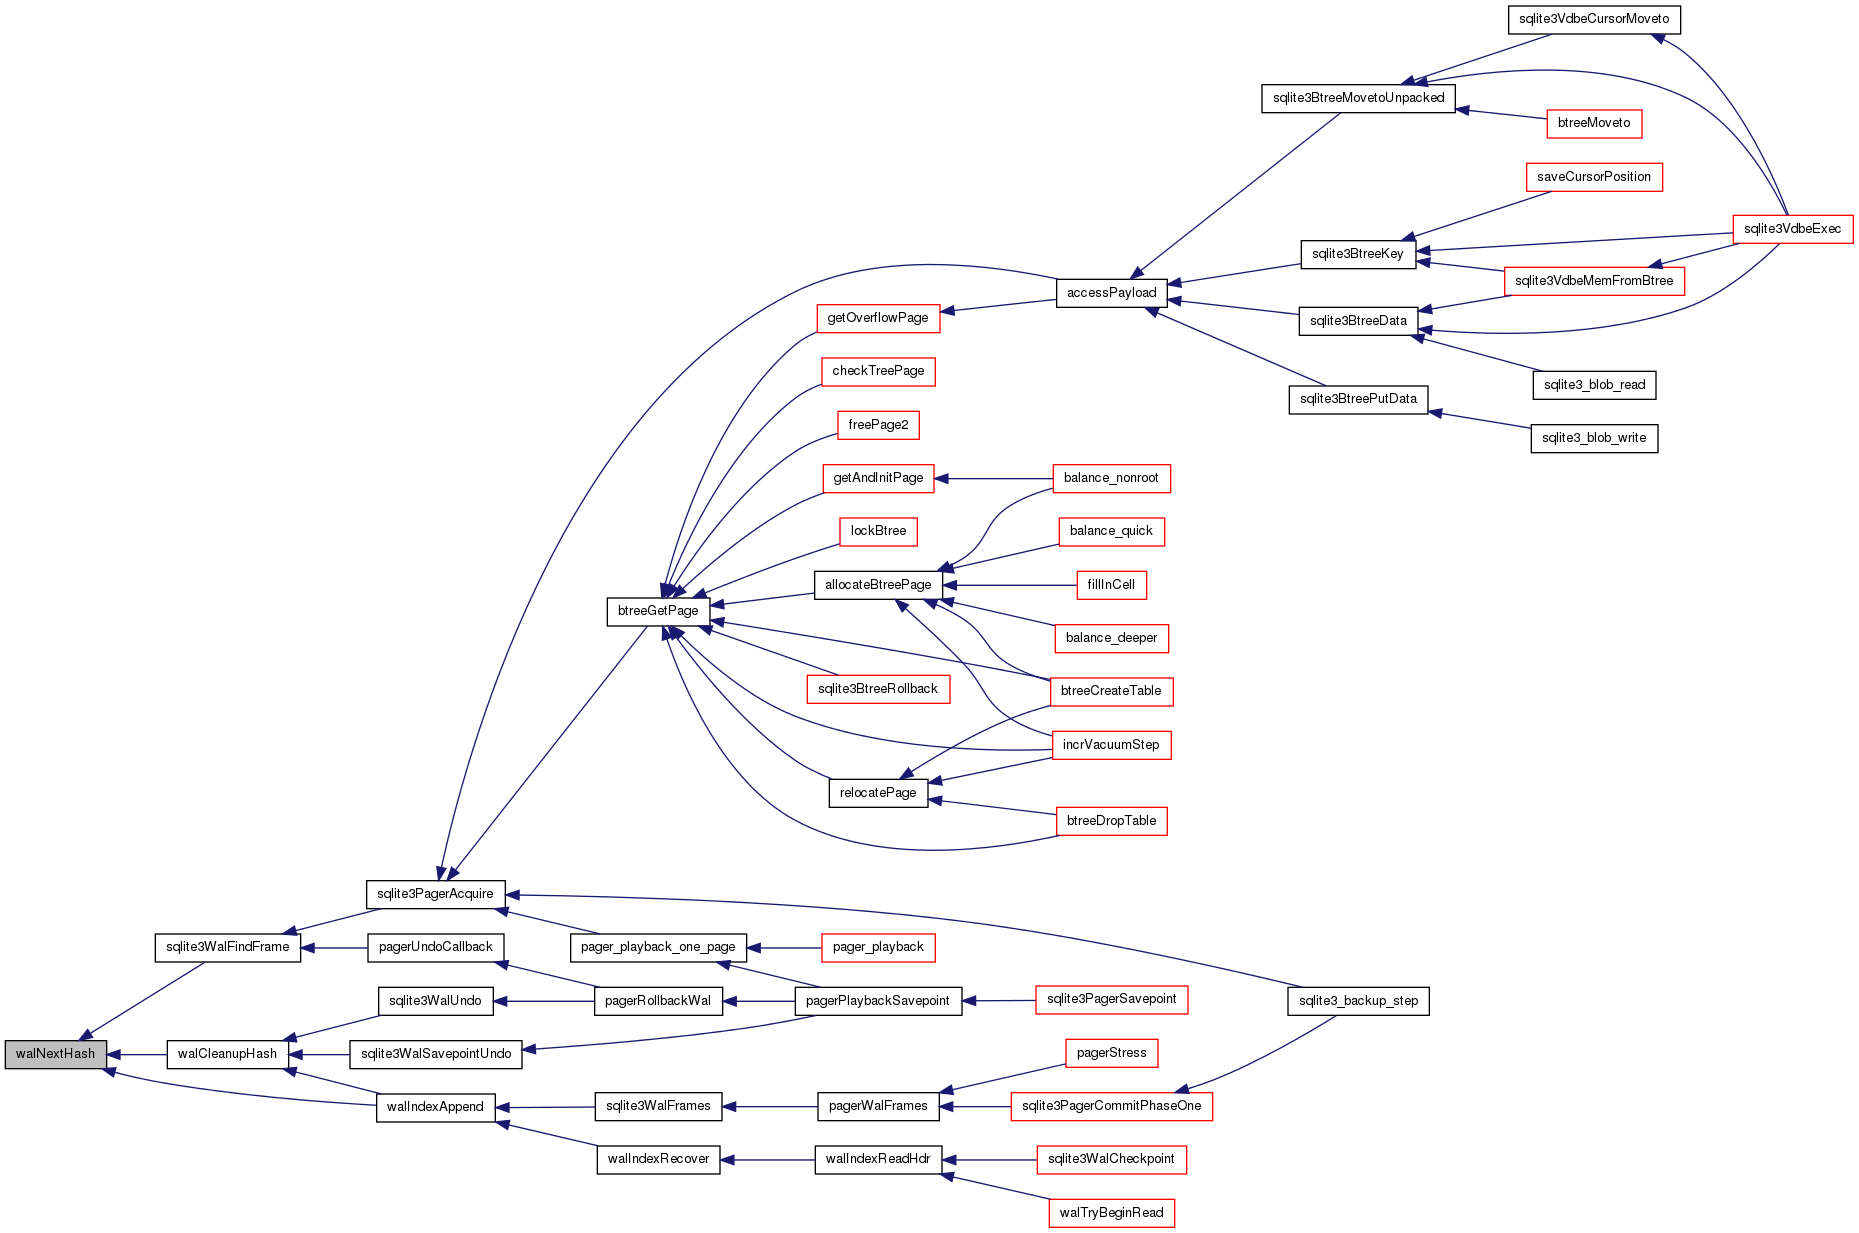 sqlite3VdbeCursorMoveto
sqlite3BtreeMovetoUnpacked
btreeMoveto
saveCursorPosition
sqlite3VdbeExec
sqlite3BtreeKey
sqlite3VdbeMemFromBtree
accessPayload
getOverflowPage
sqlite3BtreeData
checkTreePage
sqlite3_blob_read
sqlite3BtreePutData
freePage2
sqlite3_blob_write
getAndInitPage
balance_nonroot
lockBtree
balance_quick
allocateBtreePage
fillInCell
btreeGetPage
balance_deeper
sqlite3BtreeRollback
btreeCreateTable
incrVacuumStep
relocatePage
btreeDropTable
sqlite3PagerAcquire
sqlite3WalFindFrame
pagerUndoCallback
pager_playback_one_page
pager_playback
sqlite3WalUndo
pagerRollbackWal
pagerPlaybackSavepoint
sqlite3PagerSavepoint
sqlite3_backup_step
walNextHash
walCleanupHash
sqlite3WalSavepointUndo
pagerStress
walIndexAppend
sqlite3WalFrames
pagerWalFrames
sqlite3PagerCommitPhaseOne
walIndexRecover
walIndexReadHdr
sqlite3WalCheckpoint
walTryBeginRead